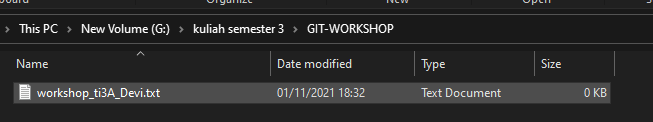 Organize New Open
This PC > New Volume (G:) > kuliah semester 3 > GIT-WORKSHOP
Name Date modified Type Size
workshop_ti3A_Devi.txt 01/11/2021 18:32 Text Document 0 KB